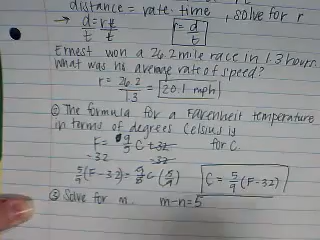 distance = rate · time , solve for r
→ d = rt
t t
r = d/t
Ernest won a 26.2 mile race in 1.3 hours
What was his average rate of speed?
r = 26.2/1.3 = 20.1 mph
② The formula for a Farenheit temperature
in terms of degrees Celsius is
F = 9/5 C + 32 for C.
-32 -32
5/9 (F - 32) = 9/5 C (5/9)
C = 5/9 (F - 32)
③ Solve for m. m - n = 5